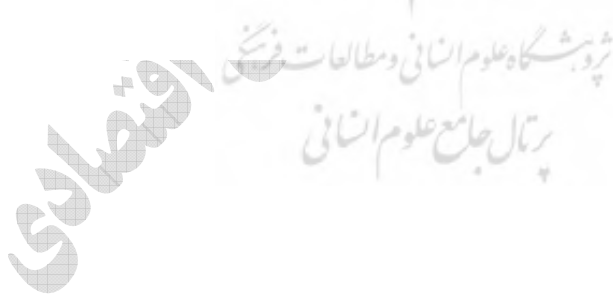 پژوهشگاه علوم انسانی و مطالعات فرهنگی
پرتال جامع علوم انسانی
اقتصادی